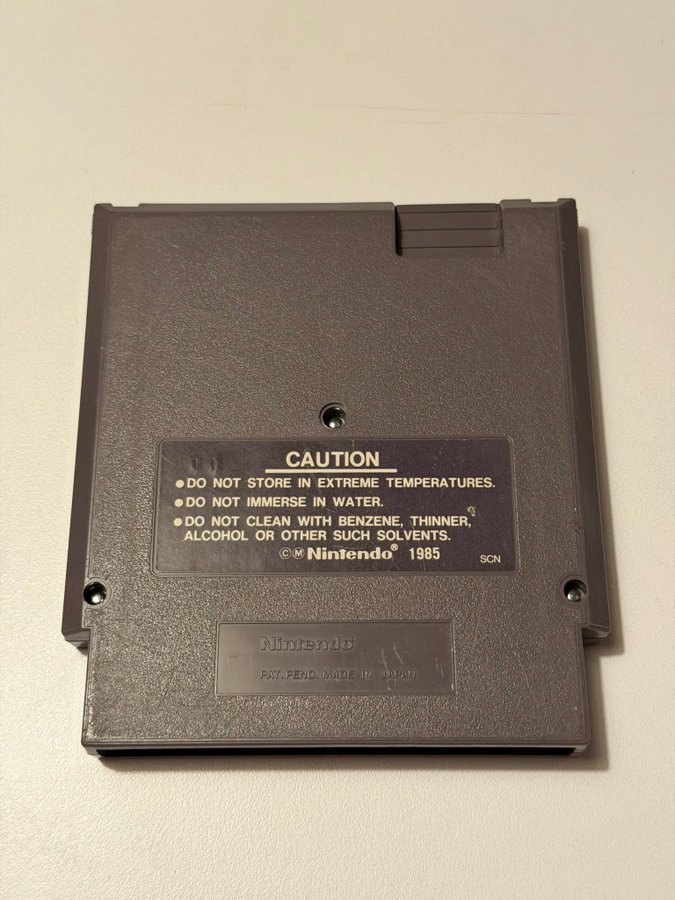 CAUTION
●DO NOT STORE IN EXTREME TEMPERATURES.
●DO NOT IMMERSE IN WATER.
●DO NOT CLEAN WITH BENZENE, THINNER,
ALCOHOL OR OTHER SUCH SOLVENTS.
©Ⓜ Nintendo® 1985
SCN
Nintendo®
PAT. PEND. MADE IN JAPAN